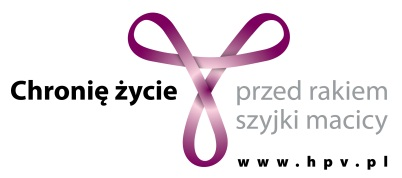 Chronię życie
przed rakiem
szyjki macicy
www.hpv.pl